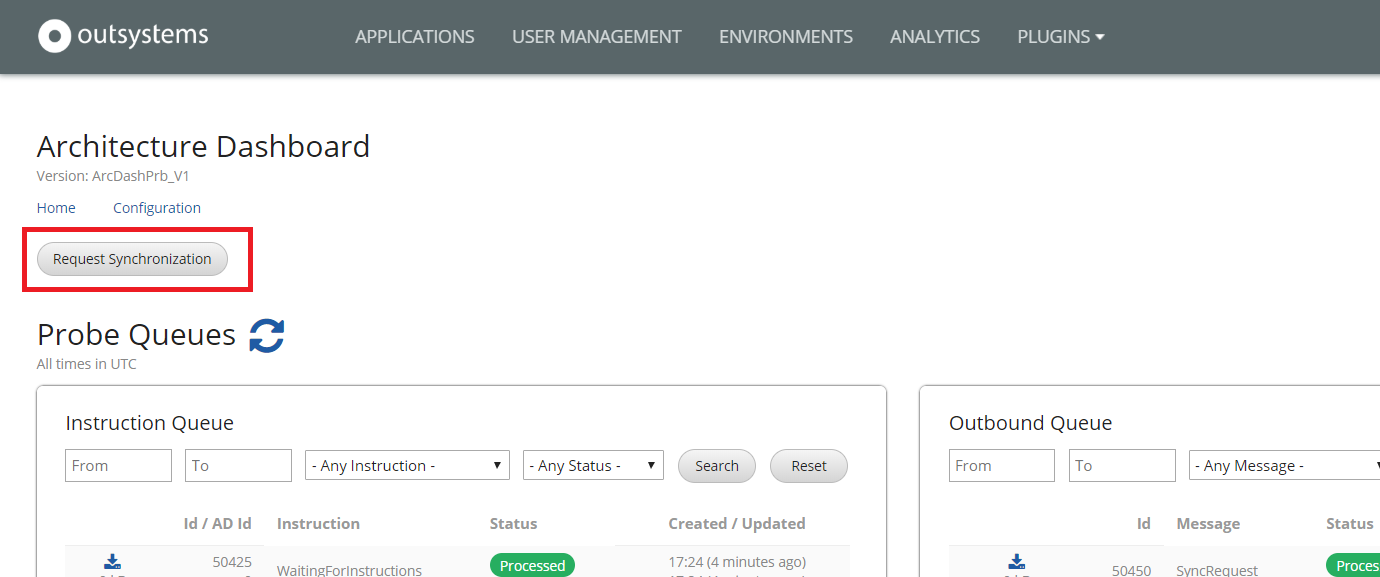 outsystems APPLICATIONS USER MANAGEMENT ENVIRONMENTS ANALYTICS PLUGINS
Architecture Dashboard
Version: ArcDashPrb_V1
Home Configuration
Request Synchronization
Probe Queues
All times in UTC
Instruction Queue
From To - Any Instruction - - Any Status - Search Reset
Id / AD Id Instruction Status Created / Updated
50425 WaitingForInstructions Processed 17:24 (4 minutes ago)
Outbound Queue
From To - Any Message -
Id Message Status
50450 SyncRequest Proces